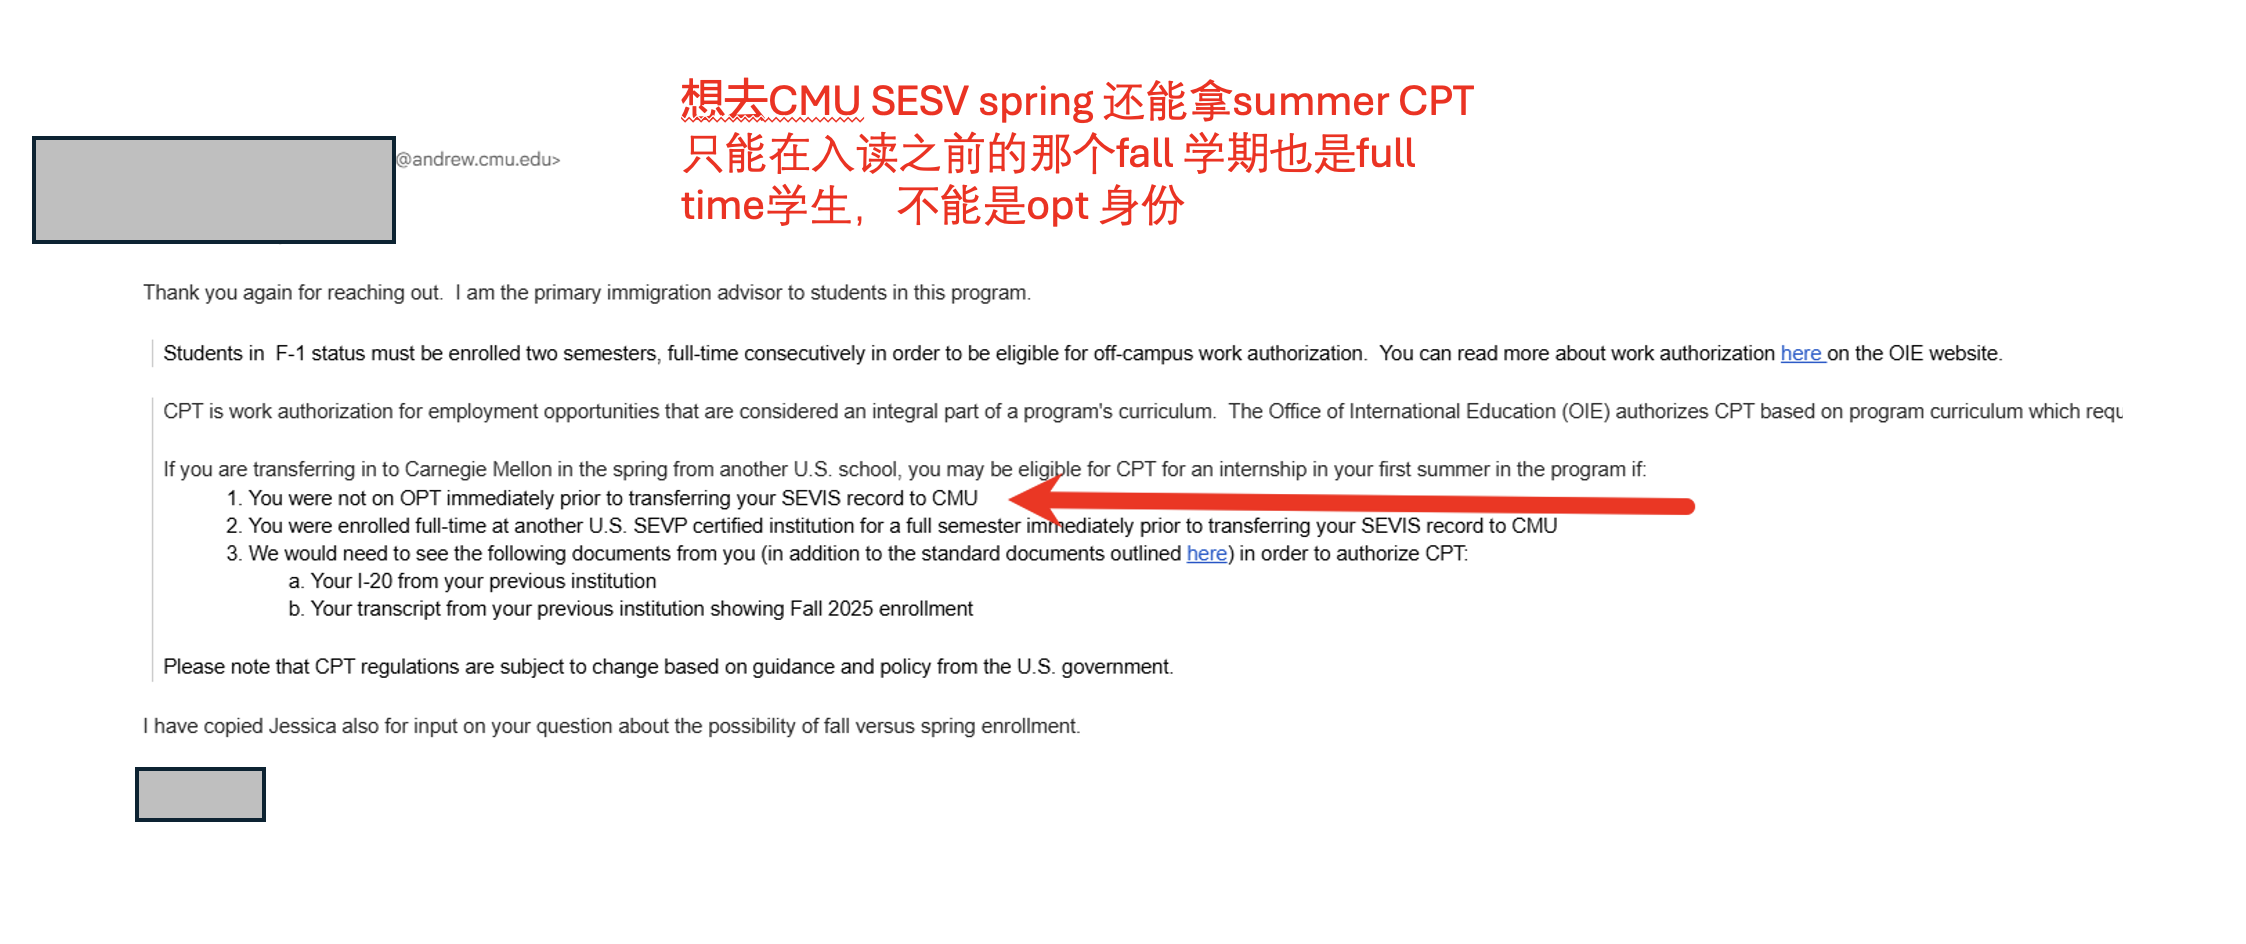 想去CMU SESV spring 还能拿summer CPT
只能在入读之前的那个fall 学期也是full
time学生，不能是opt 身份
@andrew.cmu.edu>
Thank you again for reaching out. I am the primary immigration advisor to students in this program.
Students in F-1 status must be enrolled two semesters, full-time consecutively in order to be eligible for off-campus work authorization. You can read more about work authorization here on the OIE website.
CPT is work authorization for employment opportunities that are considered an integral part of a program's curriculum. The Office of International Education (OIE) authorizes CPT based on program curriculum which requ
If you are transferring in to Carnegie Mellon in the spring from another U.S. school, you may be eligible for CPT for an internship in your first summer in the program if:
1. You were not on OPT immediately prior to transferring your SEVIS record to CMU
2. You were enrolled full-time at another U.S. SEVP certified institution for a full semester immediately prior to transferring your SEVIS record to CMU
3. We would need to see the following documents from you (in addition to the standard documents outlined here) in order to authorize CPT:
a. Your I-20 from your previous institution
b. Your transcript from your previous institution showing Fall 2025 enrollment
Please note that CPT regulations are subject to change based on guidance and policy from the U.S. government.
I have copied Jessica also for input on your question about the possibility of fall versus spring enrollment.